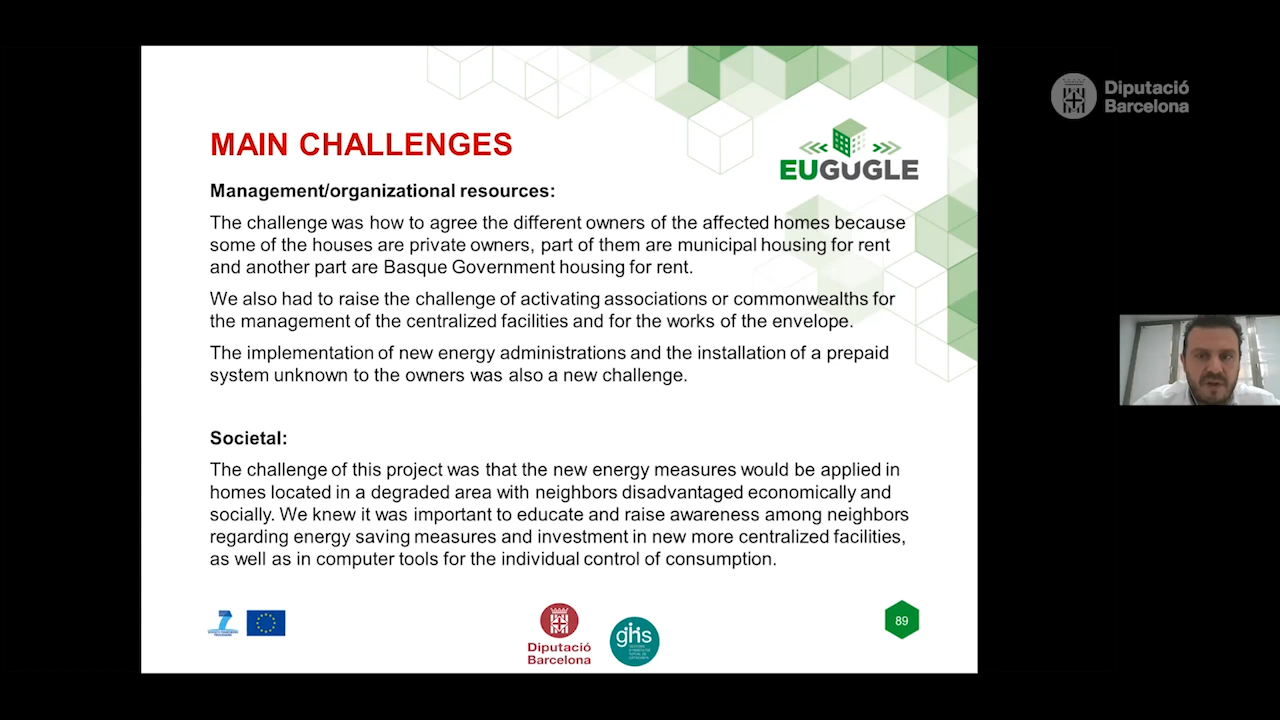 Diputació
Barcelona
MAIN CHALLENGES
EUGUGLE
Management/organizational resources:
The challenge was how to agree the different owners of the affected homes because
some of the houses are private owners, part of them are municipal housing for rent
and another part are Basque Government housing for rent.
We also had to raise the challenge of activating associations or commonwealths for
the management of the centralized facilities and for the works of the envelope.
The implementation of new energy administrations and the installation of a prepaid
system unknown to the owners was also a new challenge.
Societal:
The challenge of this project was that the new energy measures would be applied in
homes located in a degraded area with neighbors disadvantaged economically and
socially. We knew it was important to educate and raise awareness among neighbors
regarding energy saving measures and investment in new more centralized facilities,
as well as in computer tools for the individual control of consumption.
7
Diputació
Barcelona
ghs
89